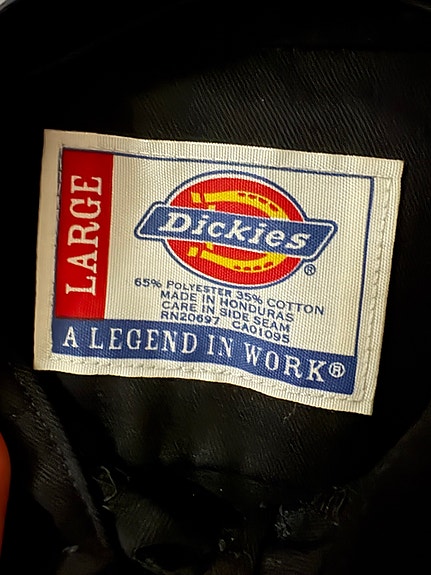 LARGE
Dickies®
65% POLYESTER 35% COTTON
MADE IN HONDURAS
CARE IN SIDE SEAM
RN20697 CA01095
A LEGEND IN WORK®